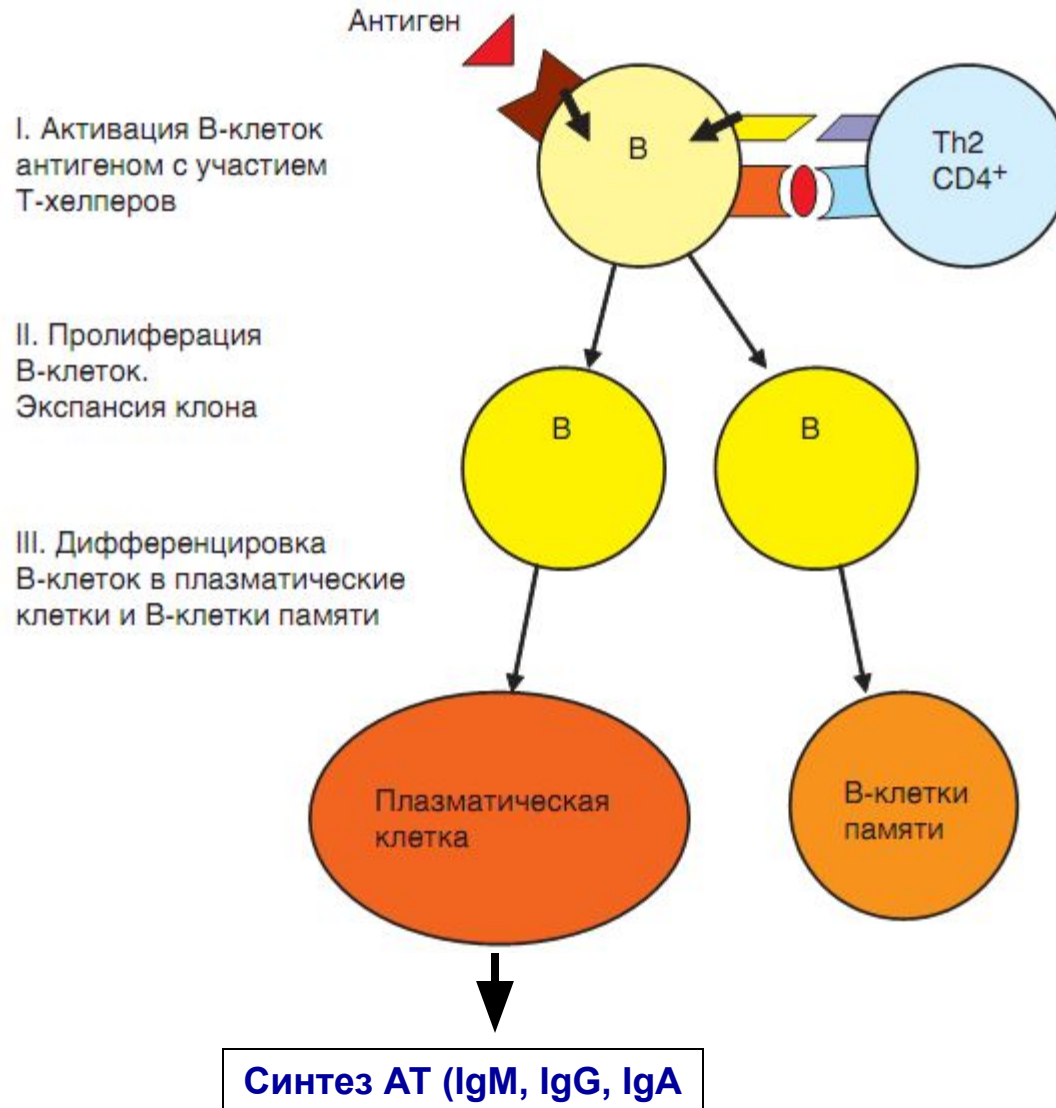 Антиген
I. Активация В-клеток
антигеном с участием
Т-хелперов
В
Th2
CD4+
II. Пролиферация
В-клеток.
Экспансия клона
В
В
III. Дифференцировка
В-клеток в плазматические
клетки и В-клетки памяти
Плазматическая
клетка
В-клетки
памяти
Синтез АТ (IgM, IgG, IgA